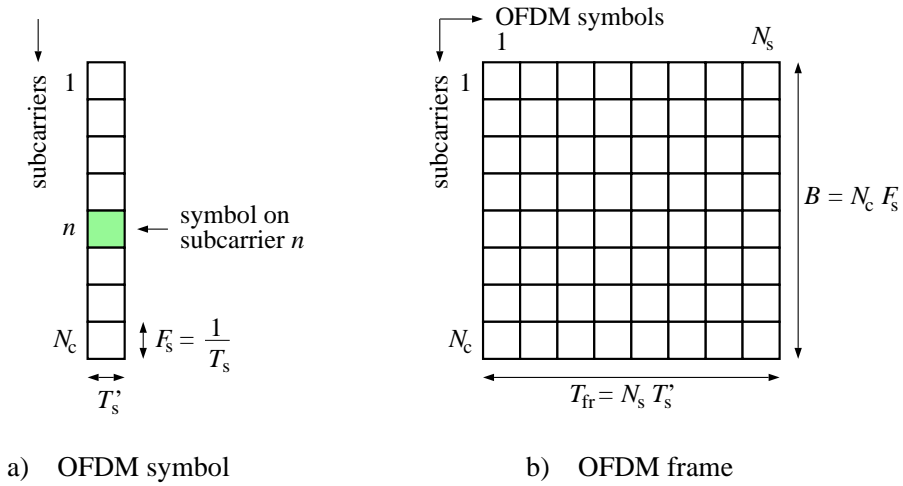 subcarriers
1
n
N_c
symbol on
subcarrier n
F_s = 1/T_s
T_s'
a) OFDM symbol
OFDM symbols
1
N_s
subcarriers
1
N_c
B = N_c F_s
T_fr = N_s T_s'
b) OFDM frame